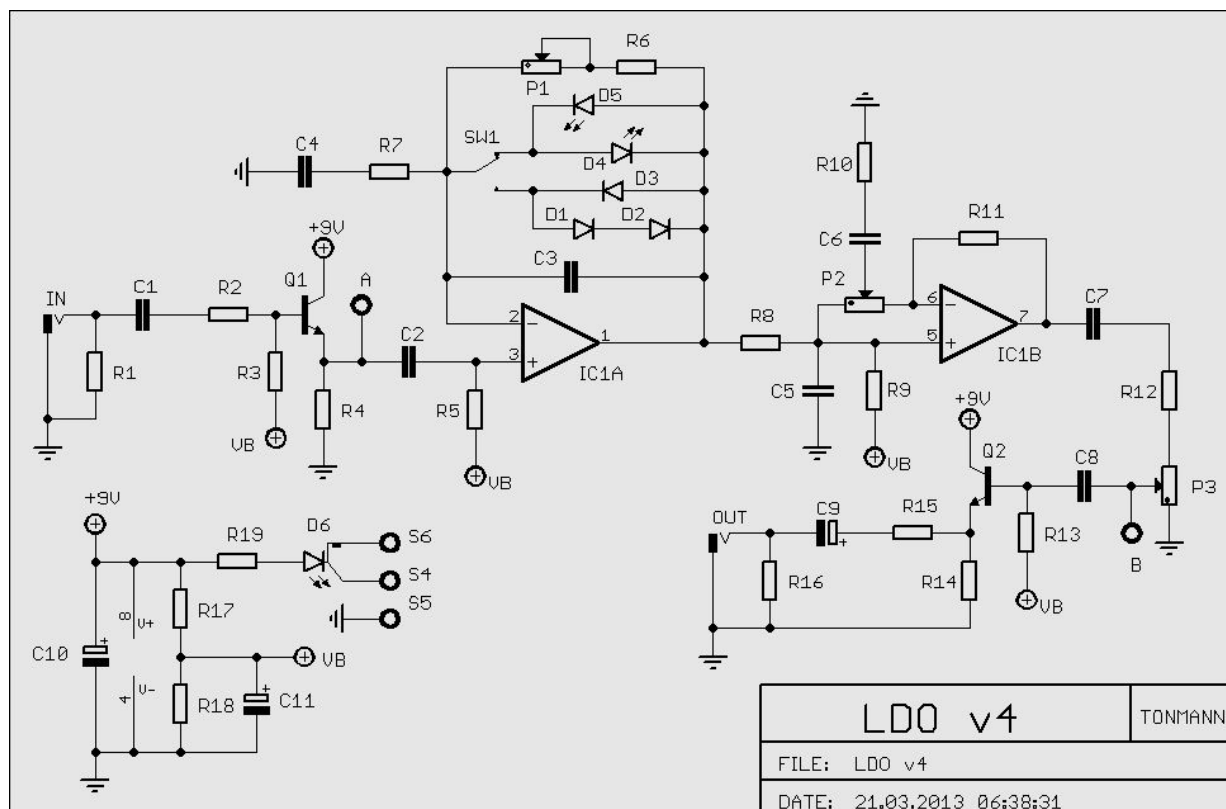 R6
P1
D5
SW1
C4
R7
D4
D3
D1
D2
R10
R11
+9V
C3
C6
P2
A
Q1
IN
C1
R2
2
6
7
C7
1
R8
C2
3
5
IC1A
IC1B
R1
R3
R4
R5
C5
R9
R12
+9V
VB
VB
VB
Q2
C8
P3
+9V
OUT
C9
R15
R13
B
R19
D6
S6
S4
S5
R16
R14
VB
8
V+
R17
C10
VB
4
V-
R18
C11
LDO v4
TONMANN
FILE: LDO v4
DATE: 21.03.2013 06:38:31